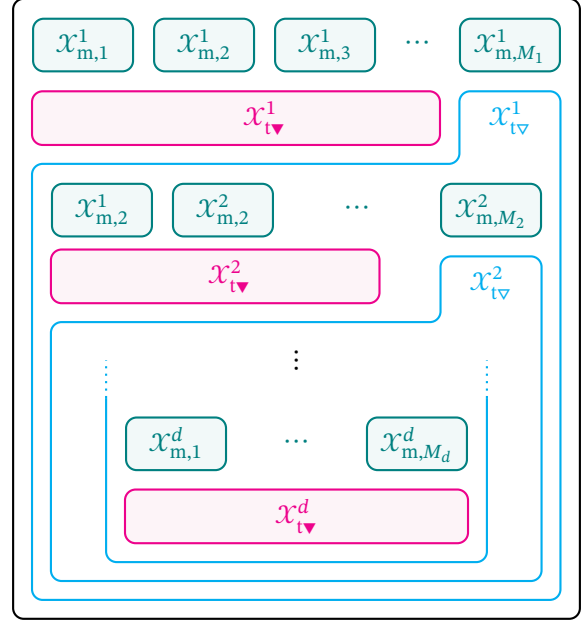 𝒳¹ₘ,₁ 𝒳¹ₘ,₂ 𝒳¹ₘ,₃ ⋯ 𝒳¹ₘ,M₁
𝒳¹ₜ▼ 𝒳¹ₜ▽
𝒳¹ₘ,₂ 𝒳²ₘ,₂ ⋯ 𝒳²ₘ,M₂
𝒳²ₜ▼ 𝒳²ₜ▽
⋮
𝒳ᵈₘ,₁ ⋯ 𝒳ᵈₘ,M_d
𝒳ᵈₜ▼